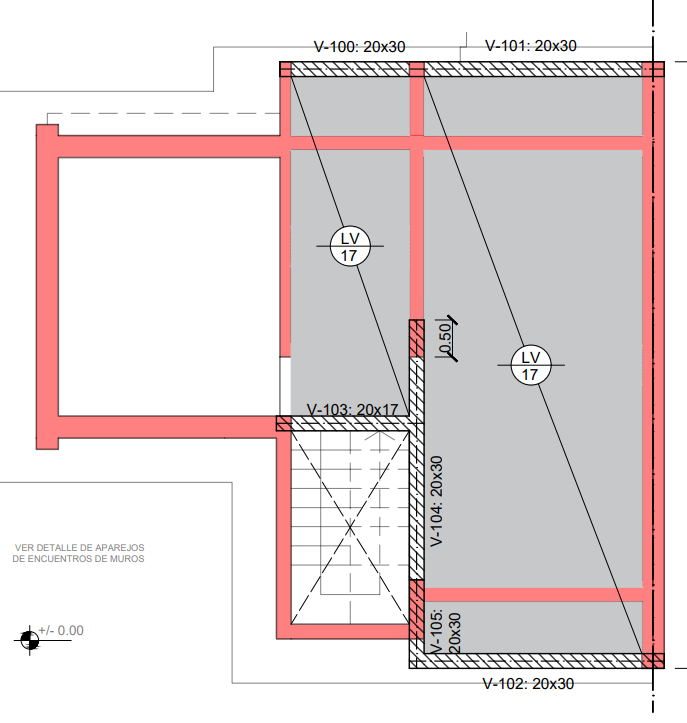 V-100: 20x30
V-101: 20x30
LV
17
0.50
LV
17
V-103: 20x17
V-104: 20x30
VER DETALLE DE APAREJOS
DE ENCUENTROS DE MUROS
V-105:
20x30
+/- 0.00
V-102: 20x30